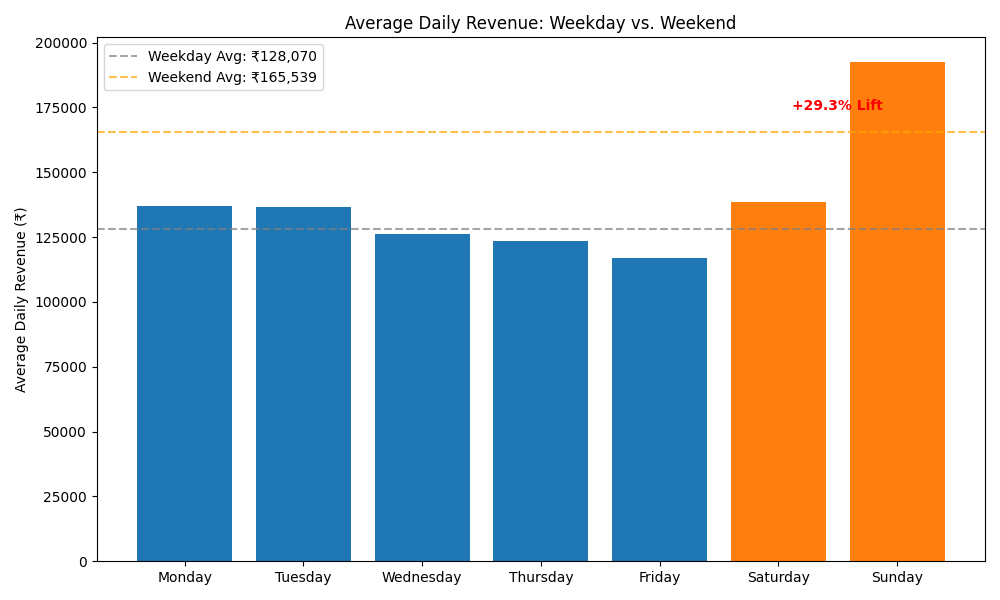 Average Daily Revenue: Weekday vs. Weekend
Weekday Avg: ₹128,070
Weekend Avg: ₹165,539
+29.3% Lift
Average Daily Revenue (₹)
200000
175000
150000
125000
100000
75000
50000
25000
0
Monday Tuesday Wednesday Thursday Friday Saturday Sunday